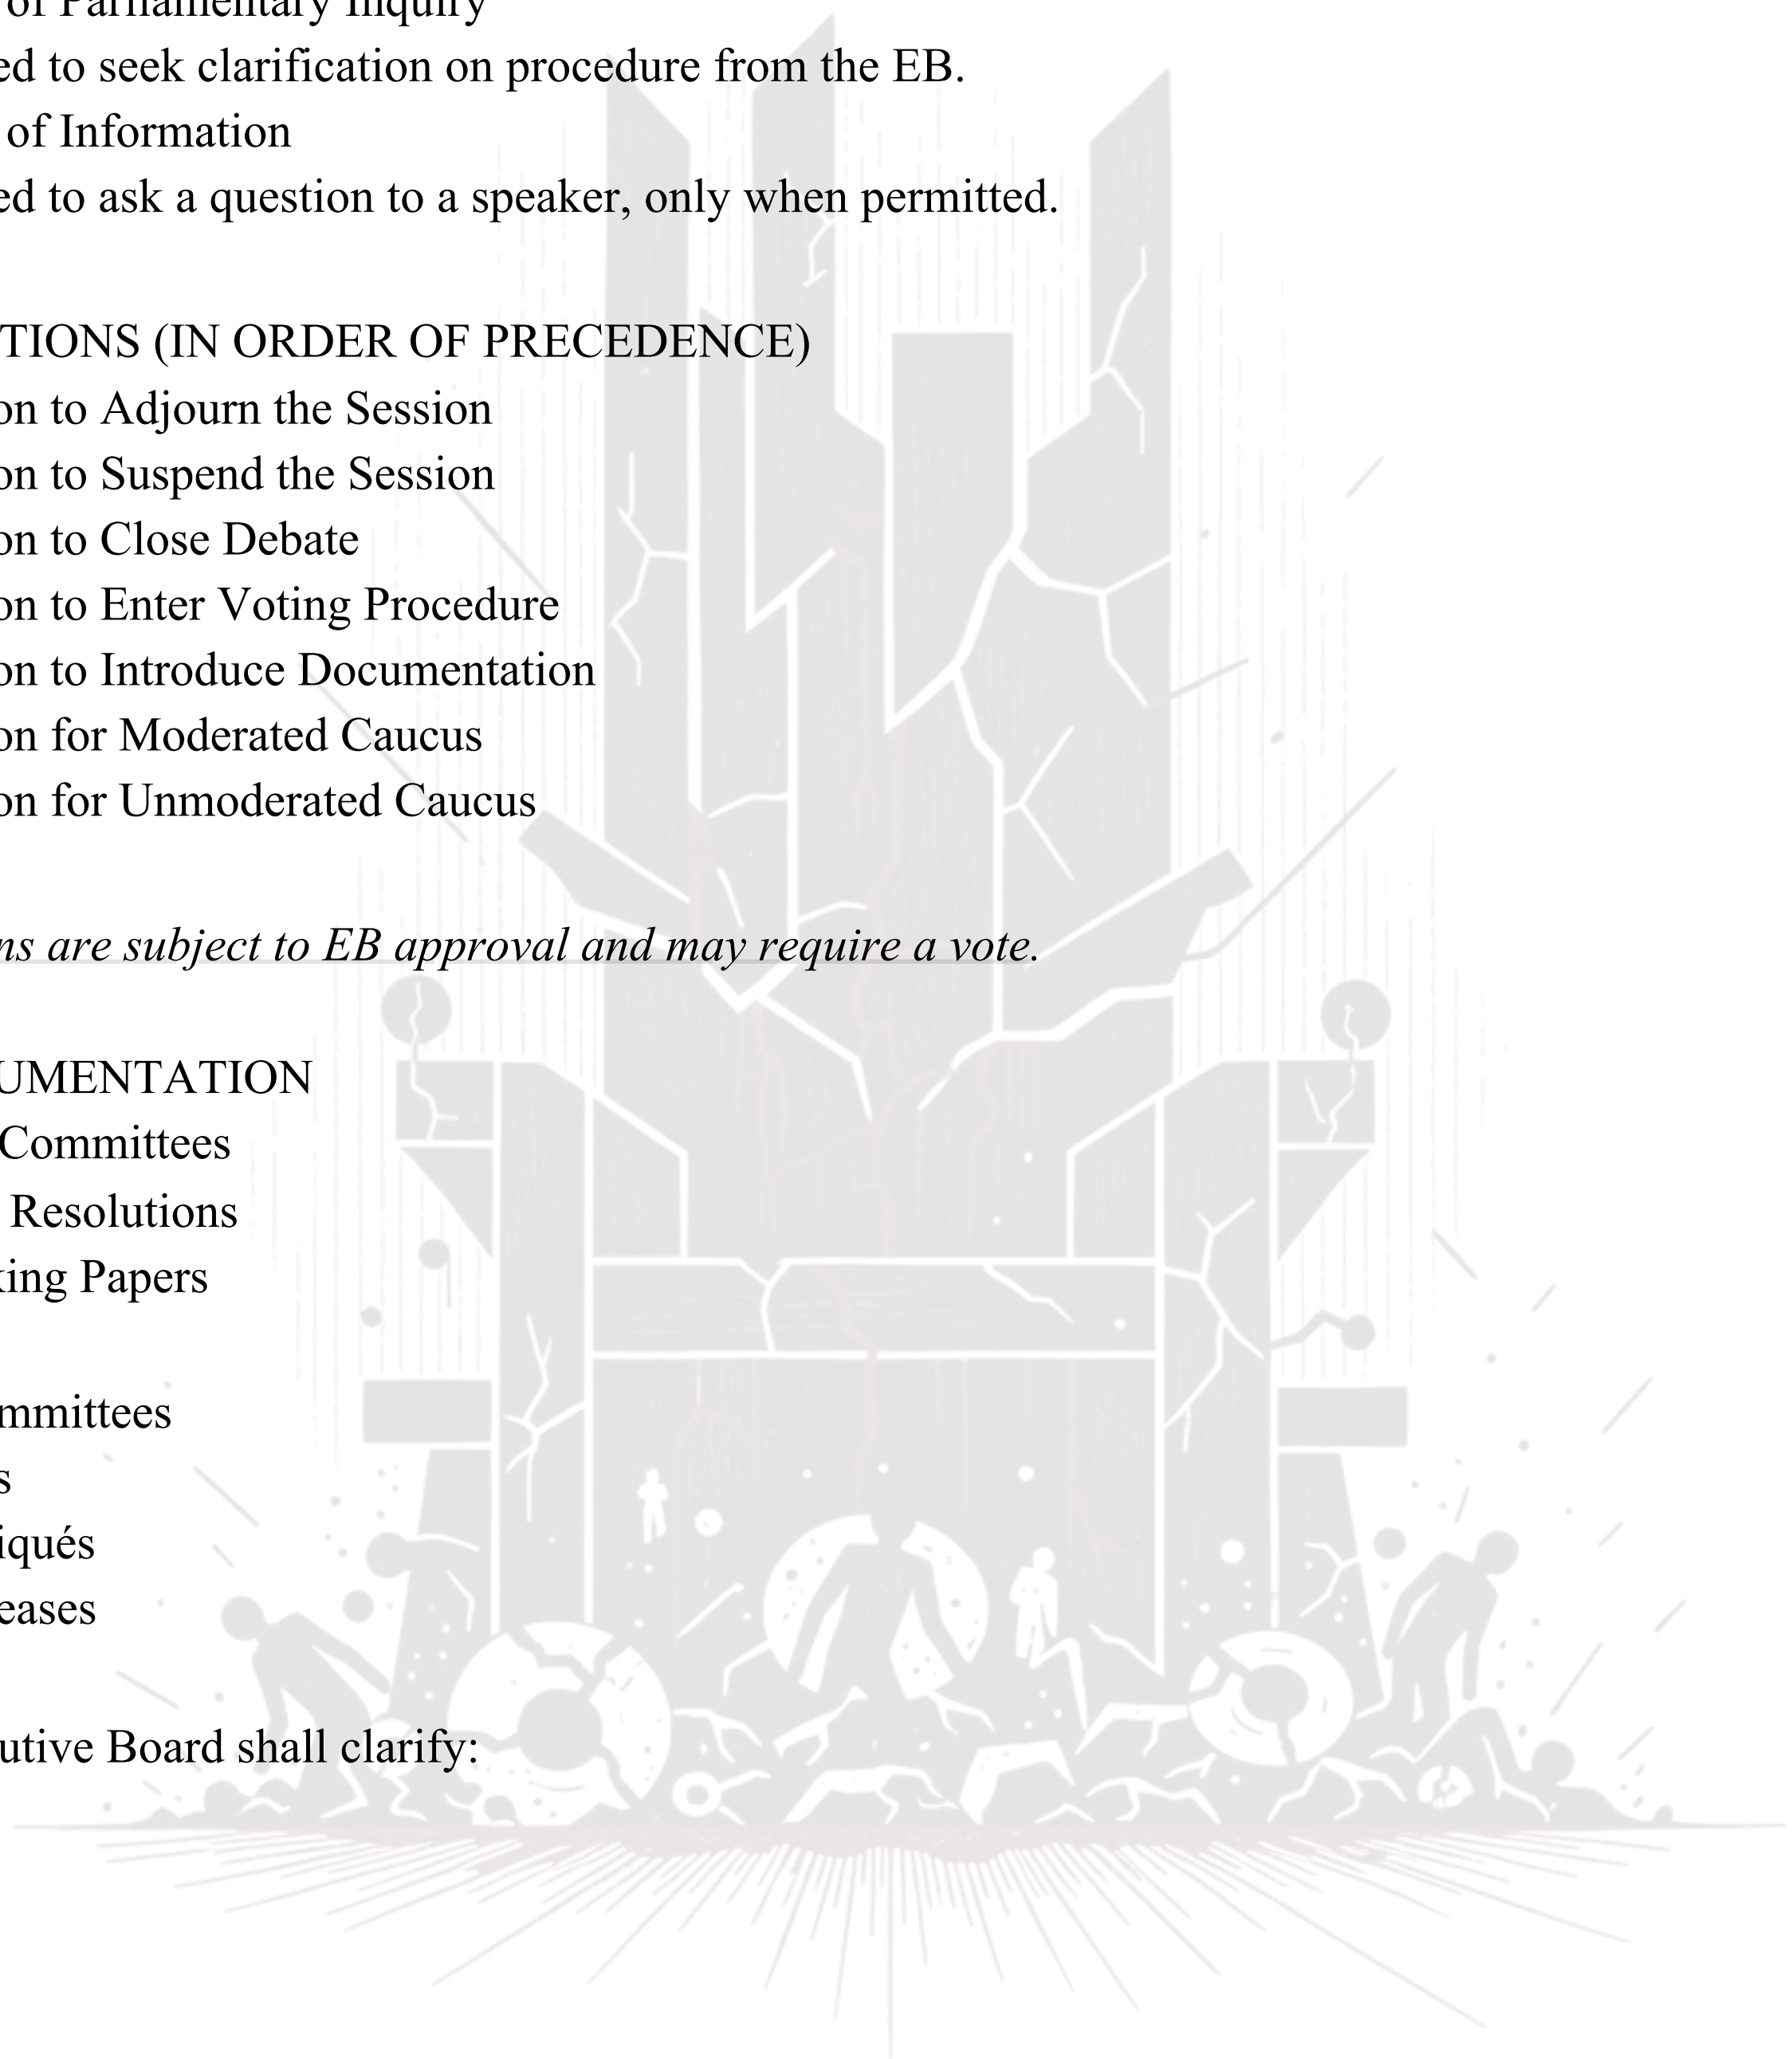 of Parliamentary Inquiry
ed to seek clarification on procedure from the EB.
of Information
ed to ask a question to a speaker, only when permitted.
TIONS (IN ORDER OF PRECEDENCE)
on to Adjourn the Session
on to Suspend the Session
on to Close Debate
on to Enter Voting Procedure
on to Introduce Documentation
on for Moderated Caucus
on for Unmoderated Caucus
ns are subject to EB approval and may require a vote.
UMENTATION
Committees
Resolutions
king Papers
mmittees
s
iqués
eases
utive Board shall clarify: